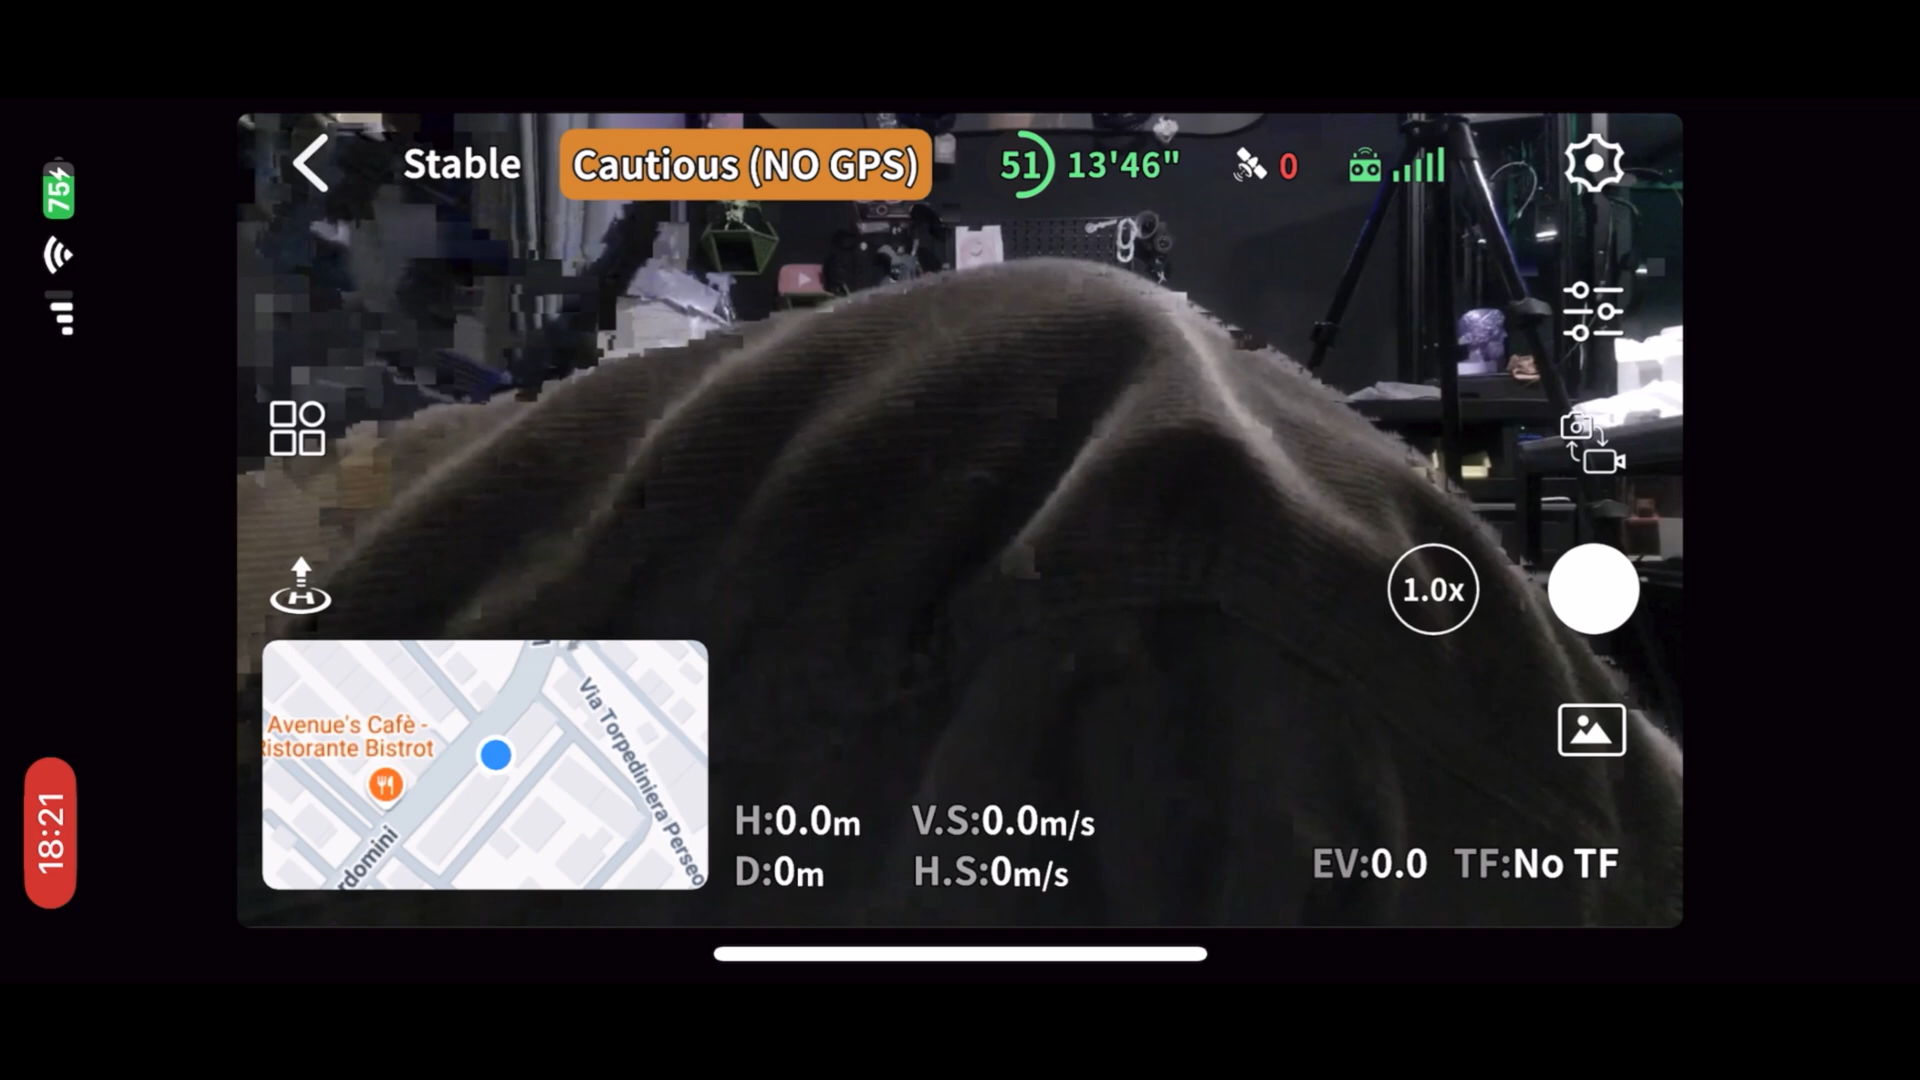 Stable
Cautious (NO GPS)
51
13'46"
0
75
18:21
1.0x
Avenue's Cafè -
Ristorante Bistrot
Via Torpediniera Perseo
rdomini
H:0.0m
V.S:0.0m/s
D:0m
H.S:0m/s
EV:0.0
TF:No TF